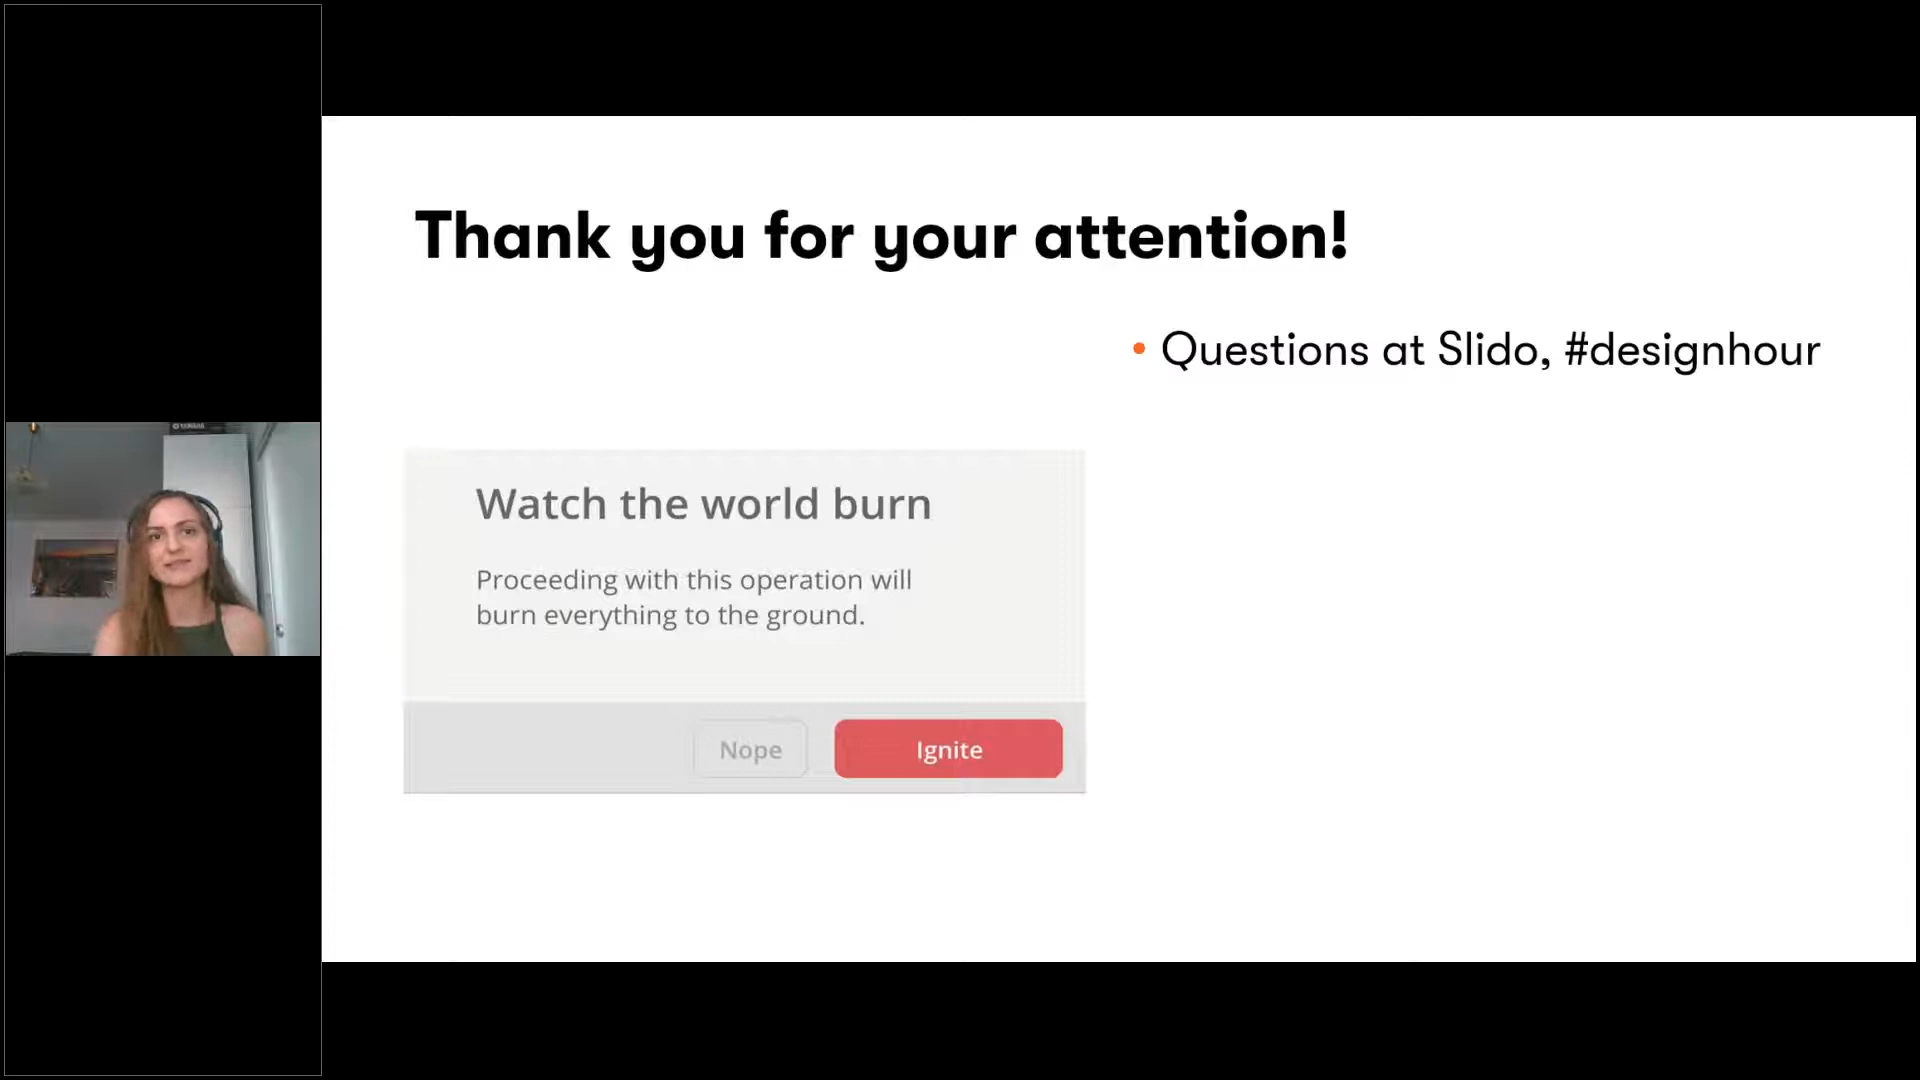 Thank you for your attention!
• Questions at Slido, #designhour
YAMAHA
Watch the world burn
Proceeding with this operation will
burn everything to the ground.
Nope
Ignite